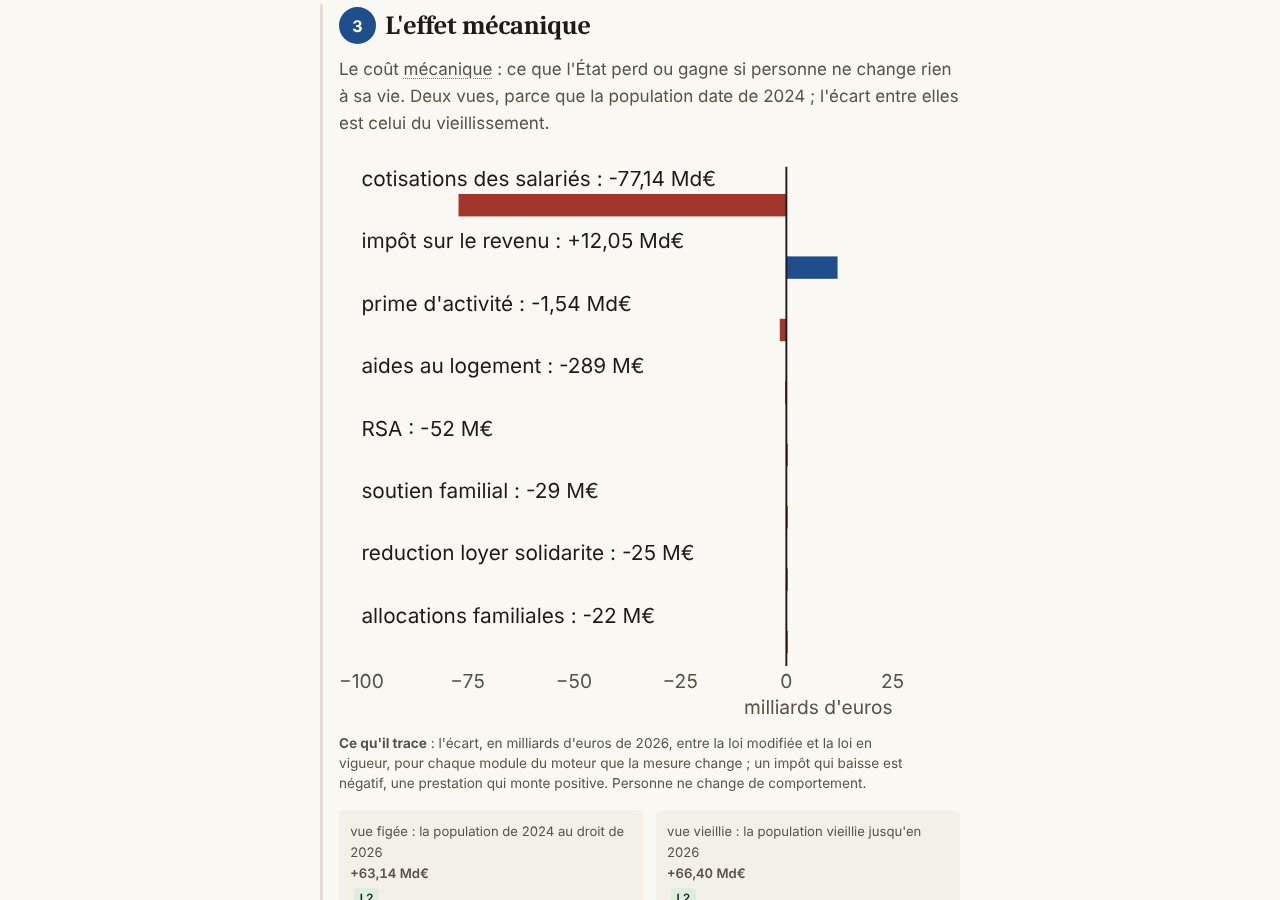 3 L'effet mécanique
Le coût mécanique : ce que l'État perd ou gagne si personne ne change rien
à sa vie. Deux vues, parce que la population date de 2024 ; l'écart entre elles
est celui du vieillissement.
cotisations des salariés : -77,14 Md€
impôt sur le revenu : +12,05 Md€
prime d'activité : -1,54 Md€
aides au logement : -289 M€
RSA : -52 M€
soutien familial : -29 M€
reduction loyer solidarite : -25 M€
allocations familiales : -22 M€
−100 −75 −50 −25 0 25
milliards d'euros
Ce qu'il trace : l'écart, en milliards d'euros de 2026, entre la loi modifiée et la loi en
vigueur, pour chaque module du moteur que la mesure change ; un impôt qui baisse est
négatif, une prestation qui monte positive. Personne ne change de comportement.
vue figée : la population de 2024 au droit de
2026
+63,14 Md€
L2
vue vieillie : la population vieillie jusqu'en
2026
+66,40 Md€
L2